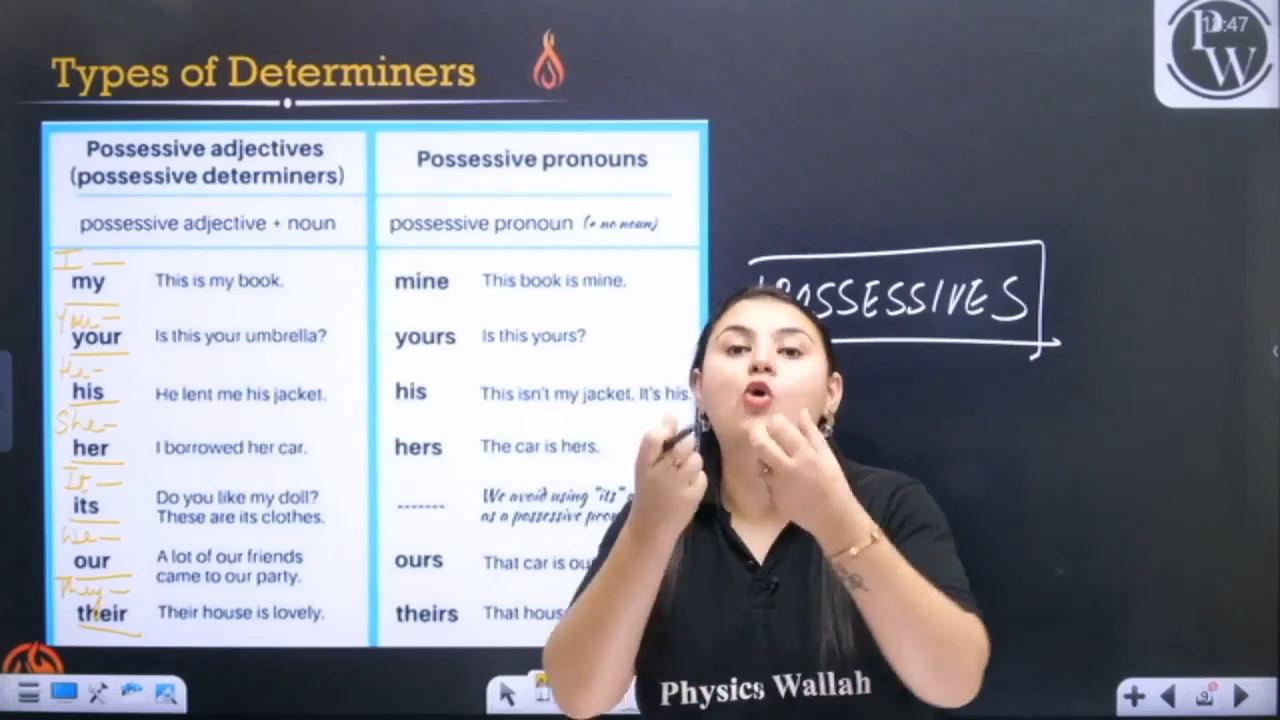 Types of Determiners
PW
:47
Possessive adjectives
(possessive determiners)
Possessive pronouns
possessive adjective + noun
possessive pronoun (+ no noun)
I –
my This is my book. mine This book is mine.
You –
your Is this your umbrella? yours Is this yours?
He –
his He lent me his jacket. his This isn't my jacket. It's his.
She –
her I borrowed her car. hers The car is hers.
It –
its Do you like my doll? ------- We avoid using "its"
These are its clothes. as a possessive
We –
our A lot of our friends ours That car is
came to our party.
They –
their Their house is lovely. theirs That
POSSESSIVES
Physics Wallah
9